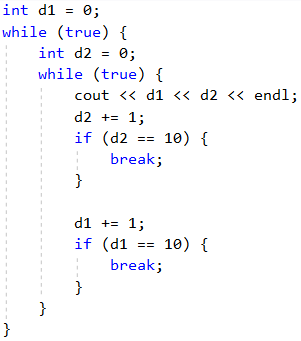 int d1 = 0;
while (true) {
    int d2 = 0;
    while (true) {
        cout << d1 << d2 << endl;
        d2 += 1;
        if (d2 == 10) {
            break;
        }

        d1 += 1;
        if (d1 == 10) {
            break;
        }
    }
}